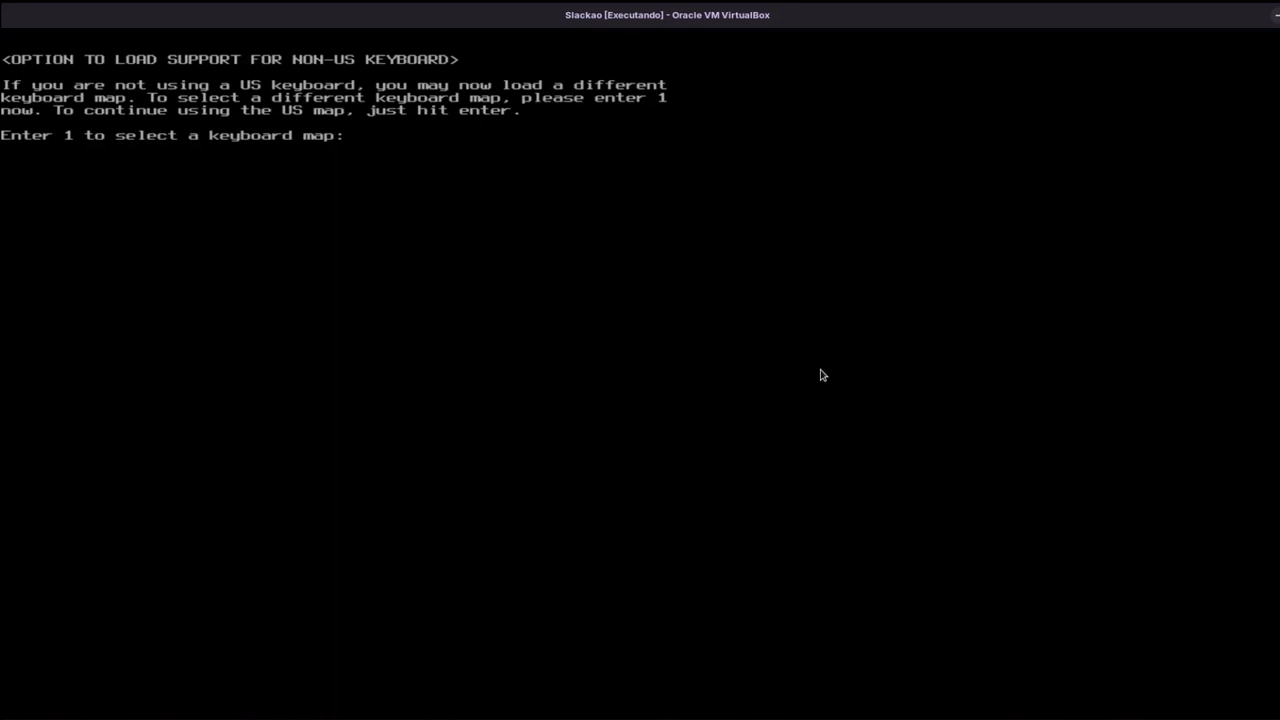 Slackao [Executando] - Oracle VM VirtualBox
<OPTION TO LOAD SUPPORT FOR NON-US KEYBOARD>
If you are not using a US keyboard, you may now load a different
keyboard map. To select a different keyboard map, please enter 1
now. To continue using the US map, just hit enter.
Enter 1 to select a keyboard map: